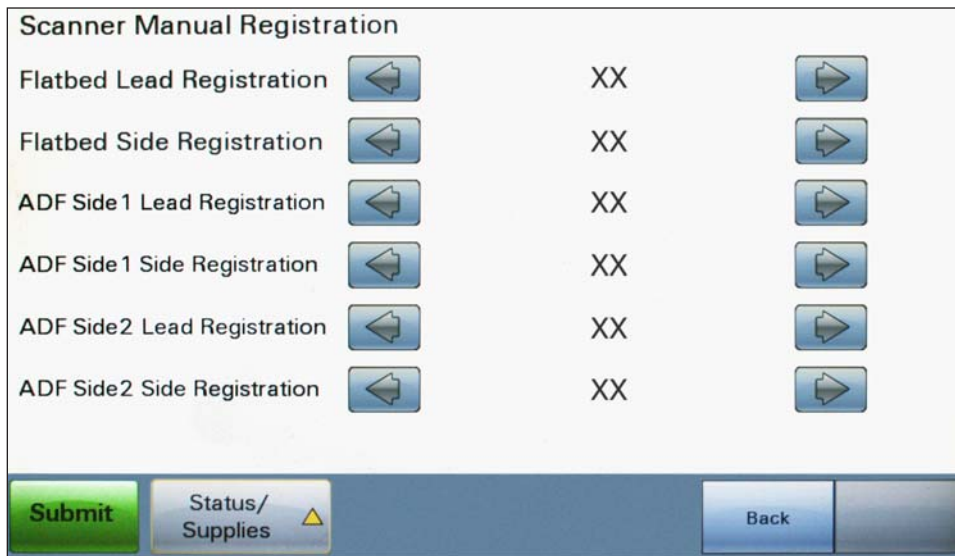 Scanner Manual Registration
Flatbed Lead Registration XX
Flatbed Side Registration XX
ADF Side1 Lead Registration XX
ADF Side1 Side Registration XX
ADF Side2 Lead Registration XX
ADF Side2 Side Registration XX
Submit
Status/
Supplies
Back